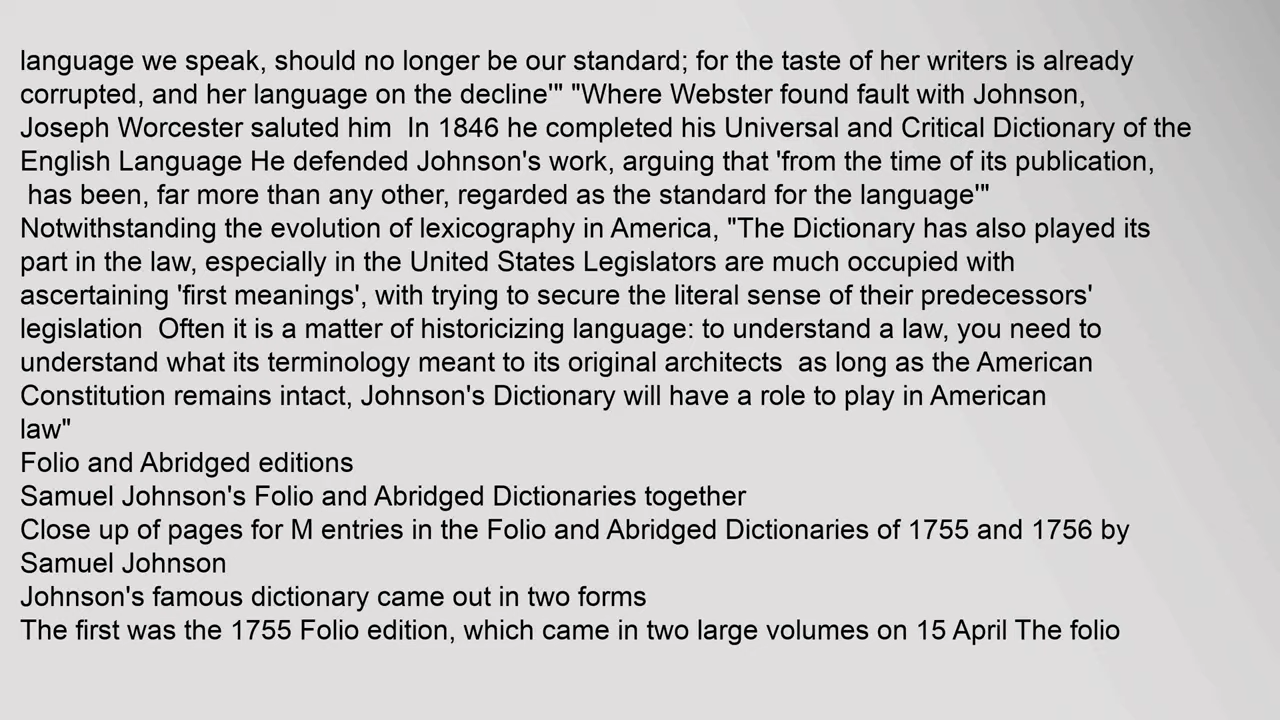 language we speak, should no longer be our standard; for the taste of her writers is already
corrupted, and her language on the decline'" "Where Webster found fault with Johnson,
Joseph Worcester saluted him  In 1846 he completed his Universal and Critical Dictionary of the
English Language He defended Johnson's work, arguing that 'from the time of its publication,
 has been, far more than any other, regarded as the standard for the language'"
Notwithstanding the evolution of lexicography in America, "The Dictionary has also played its
part in the law, especially in the United States Legislators are much occupied with
ascertaining 'first meanings', with trying to secure the literal sense of their predecessors'
legislation  Often it is a matter of historicizing language: to understand a law, you need to
understand what its terminology meant to its original architects  as long as the American
Constitution remains intact, Johnson's Dictionary will have a role to play in American
law"
Folio and Abridged editions
Samuel Johnson's Folio and Abridged Dictionaries together
Close up of pages for M entries in the Folio and Abridged Dictionaries of 1755 and 1756 by
Samuel Johnson
Johnson's famous dictionary came out in two forms
The first was the 1755 Folio edition, which came in two large volumes on 15 April The folio